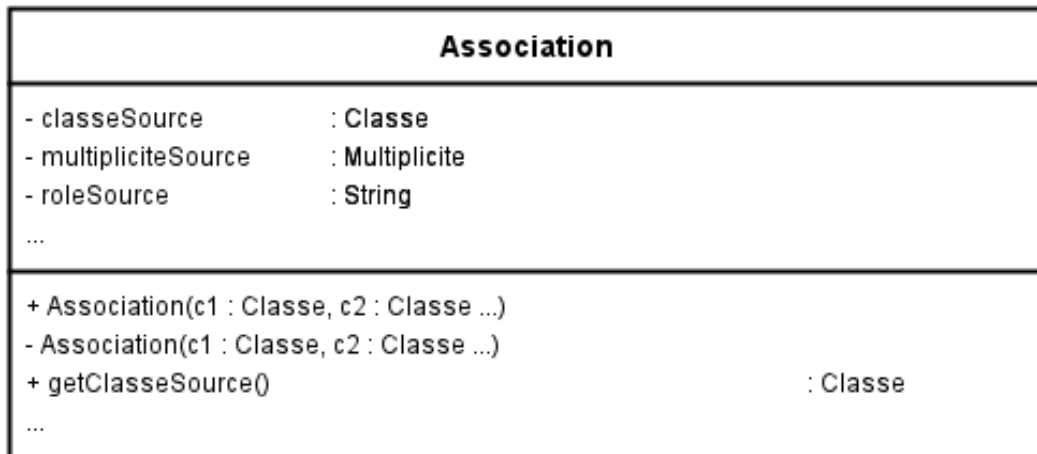 Association
- classeSource : Classe
- multipliciteSource : Multiplicite
- roleSource : String
...
+ Association(c1 : Classe, c2 : Classe ...)
- Association(c1 : Classe, c2 : Classe ...)
+ getClasseSource() : Classe
...